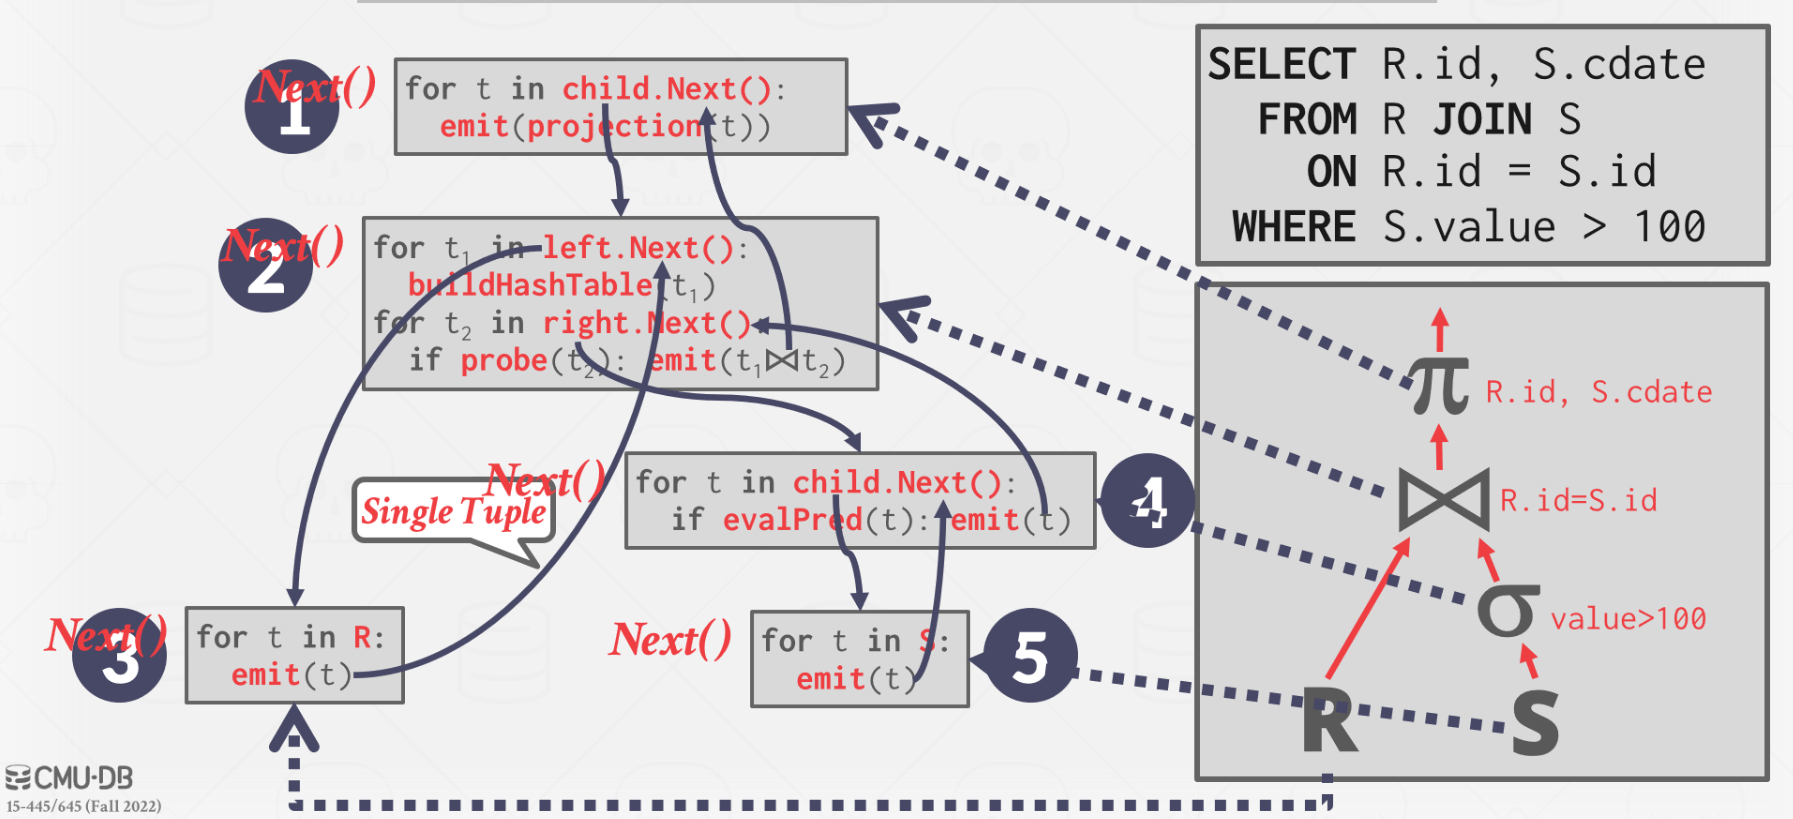 Next()
1
for t in child.Next():
emit(projection(t))
SELECT R.id, S.cdate
FROM R JOIN S
ON R.id = S.id
WHERE S.value > 100
Next()
2
for t1 in left.Next():
buildHashTable(t1)
for t2 in right.Next():
if probe(t2): emit(t1⋈t2)
π R.id, S.cdate
⋈ R.id=S.id
σ value>100
R S
Next()
Single Tuple
for t in child.Next():
if evalPred(t): emit(t)
4
Next()
3
for t in R:
emit(t)
Next()
for t in S:
emit(t)
5
CMU·DB
15-445/645 (Fall 2022)